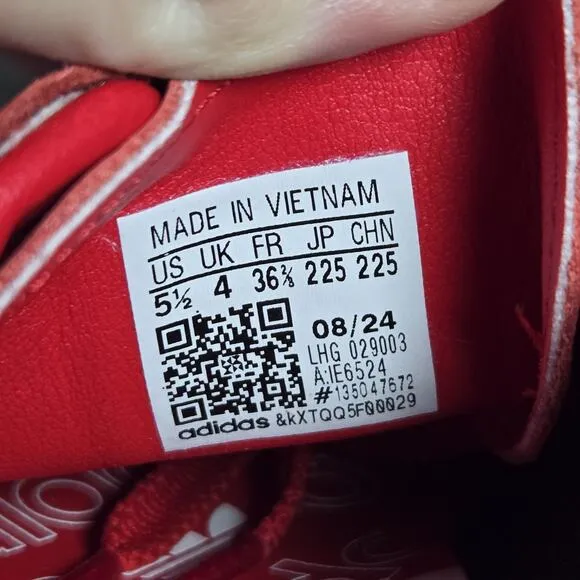 MADE IN VIETNAM
US UK FR JP CHN
5½ 4 36⅔ 225 225
08/24
LHG 029003
A:IE6524
#135047672
adidas &kXTQQ5F00029